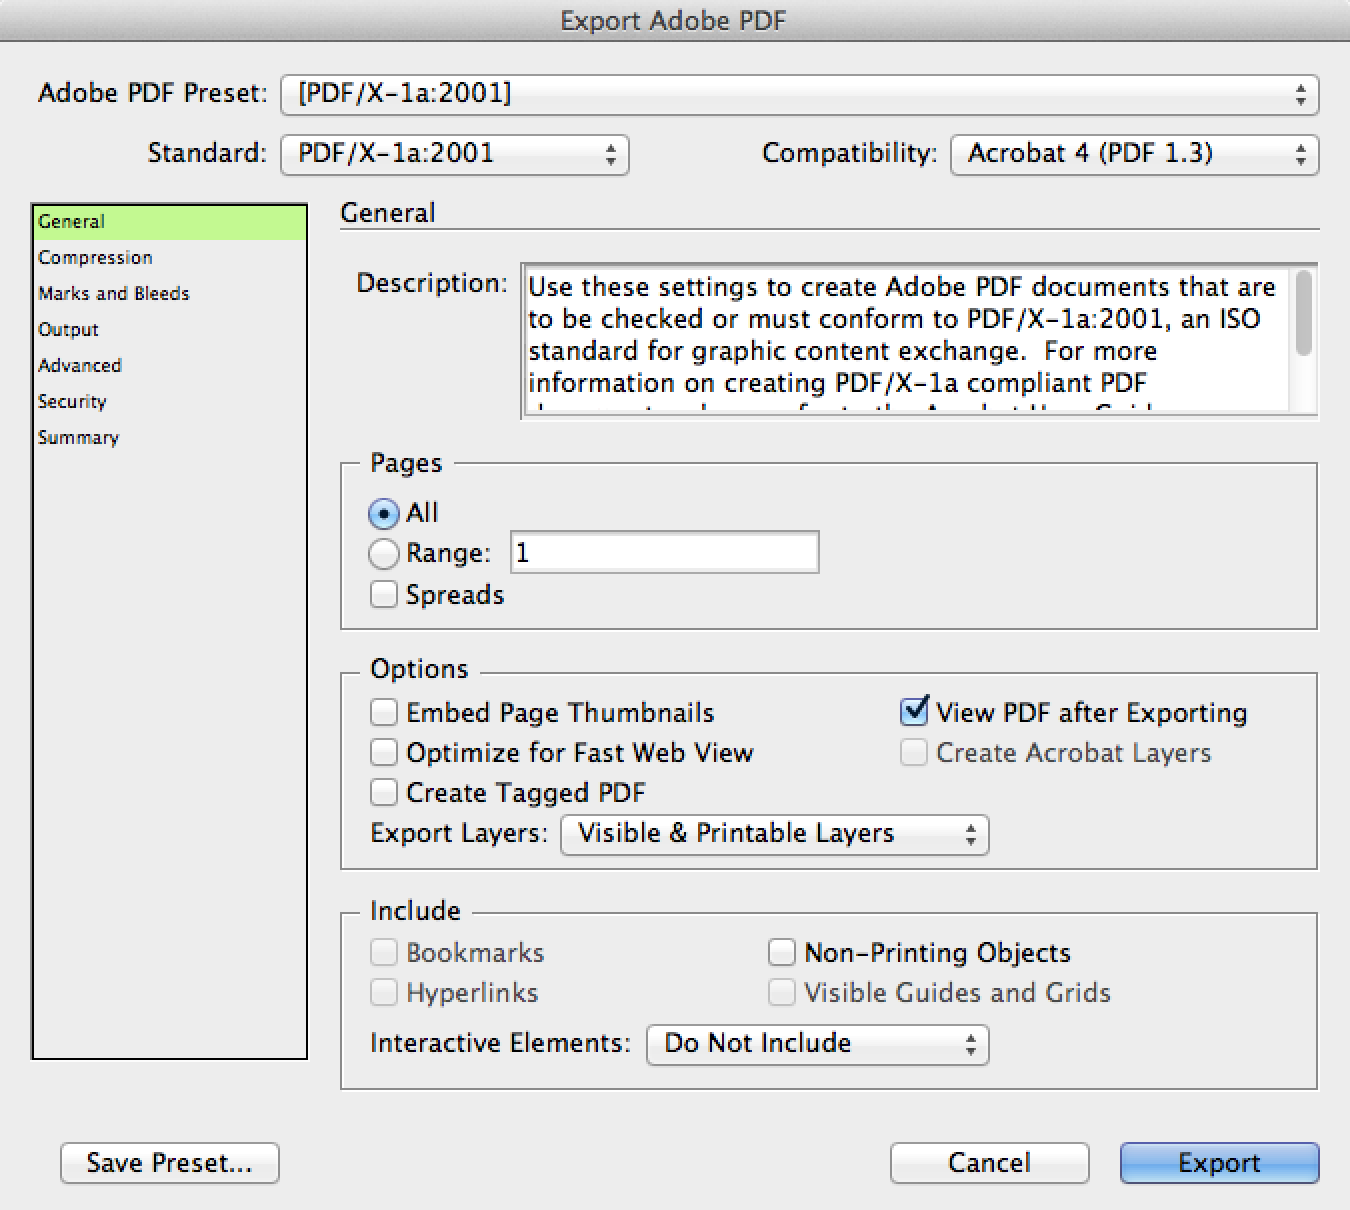 Export Adobe PDF
Adobe PDF Preset: [PDF/X-1a:2001]
Standard: PDF/X-1a:2001 Compatibility: Acrobat 4 (PDF 1.3)
General
Compression
Marks and Bleeds
Output
Advanced
Security
Summary
General
Description: Use these settings to create Adobe PDF documents that are
to be checked or must conform to PDF/X-1a:2001, an ISO
standard for graphic content exchange.  For more
information on creating PDF/X-1a compliant PDF
Pages
All
Range: 1
Spreads
Options
Embed Page Thumbnails View PDF after Exporting
Optimize for Fast Web View Create Acrobat Layers
Create Tagged PDF
Export Layers: Visible & Printable Layers
Include
Bookmarks Non-Printing Objects
Hyperlinks Visible Guides and Grids
Interactive Elements: Do Not Include
Save Preset... Cancel Export